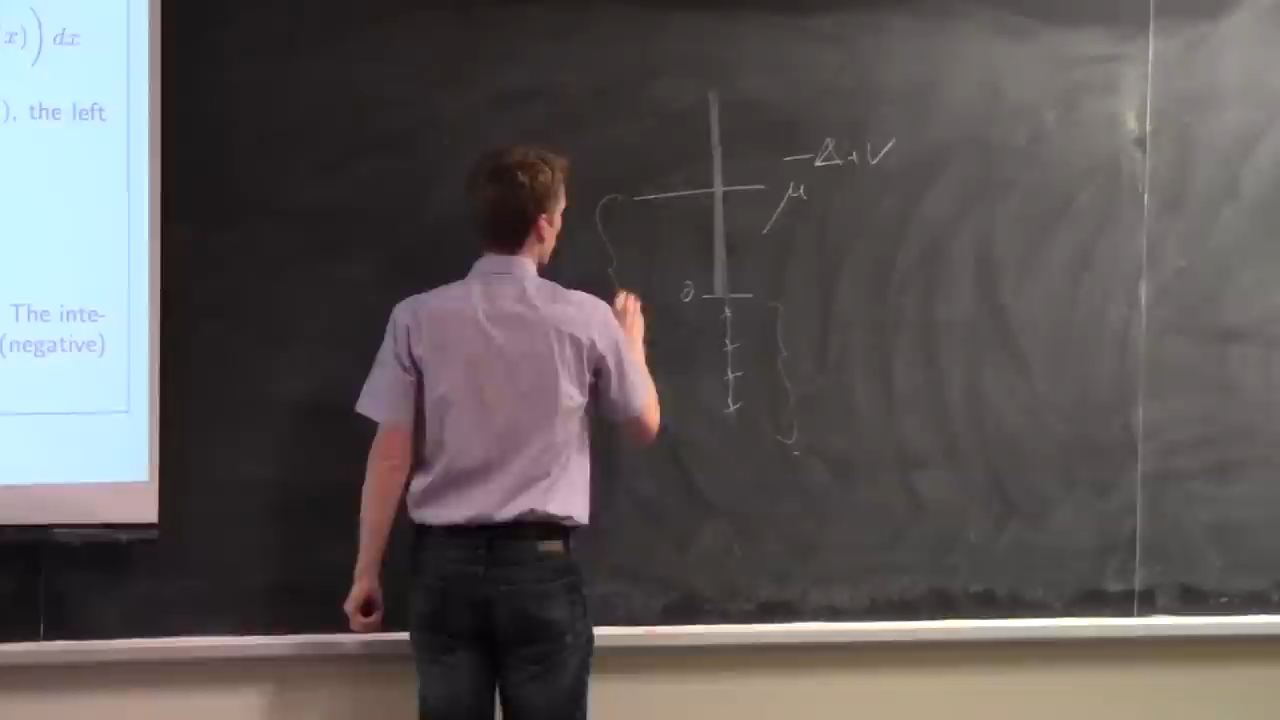 x)) dx
), the left
The inte-
(negative)
-Δ+V
μ
0